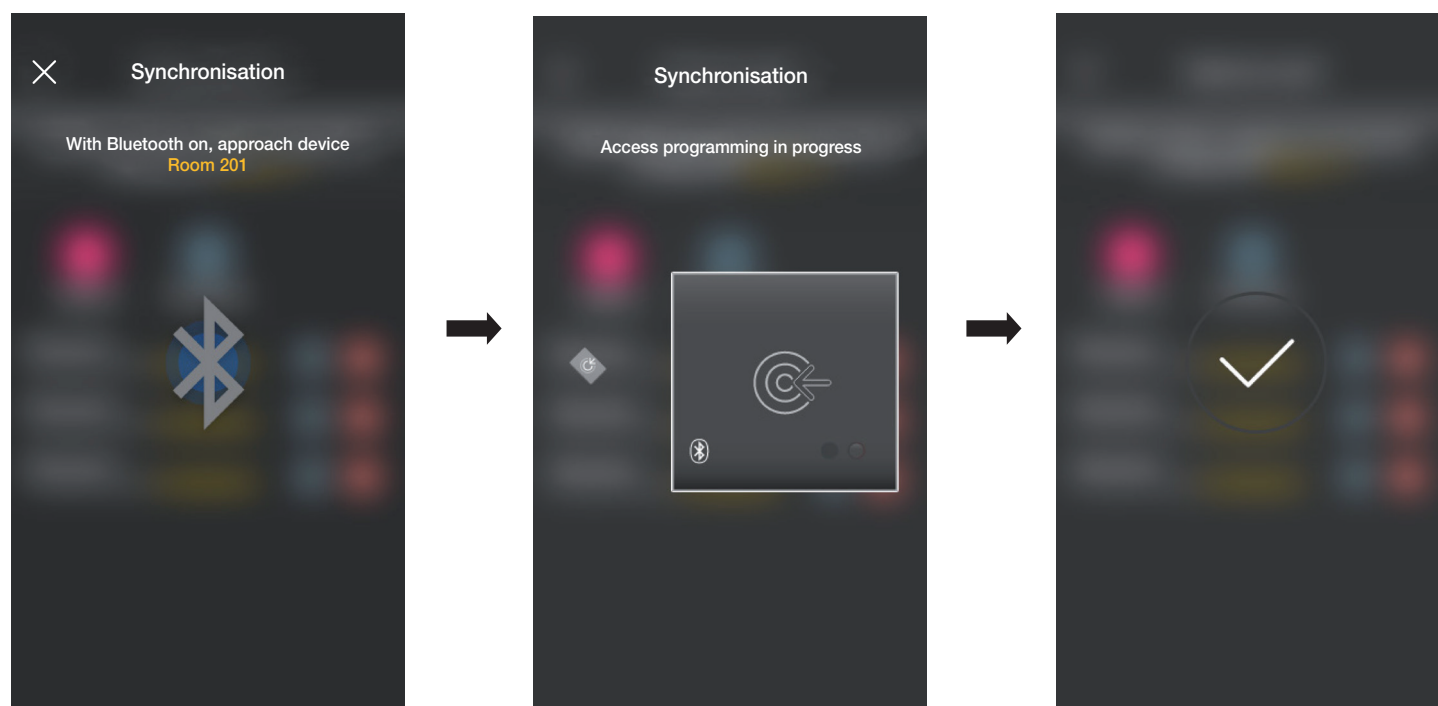 Synchronisation
With Bluetooth on, approach device
Room 201
Synchronisation
Access programming in progress